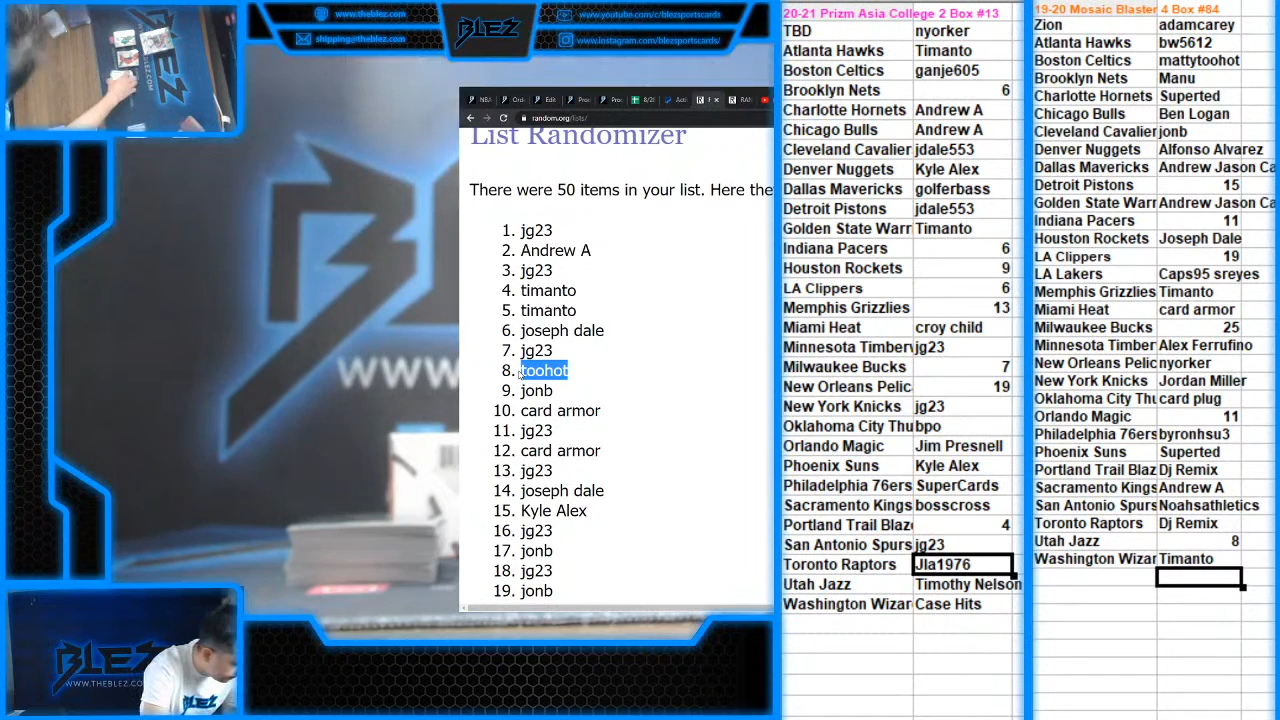 www.theblez.com
shipping@theblez.com
BLEZ
www.youtube.com/c/blezsportscards/
www.instagram.com/blezsportscards/
random.org/lists/
List Randomizer
There were 50 items in your list. Here they
1. jg23
2. Andrew A
3. jg23
4. timanto
5. timanto
6. joseph dale
7. jg23
8. toohot
9. jonb
10. card armor
11. jg23
12. card armor
13. jg23
14. joseph dale
15. Kyle Alex
16. jg23
17. jonb
18. jg23
19. jonb
20-21 Prizm Asia College 2 Box #13
TBD nyorker
Atlanta Hawks Timanto
Boston Celtics ganje605
Brooklyn Nets 6
Charlotte Hornets Andrew A
Chicago Bulls Andrew A
Cleveland Cavalier jdale553
Denver Nuggets Kyle Alex
Dallas Mavericks golferbass
Detroit Pistons jdale553
Golden State Warr Timanto
Indiana Pacers 6
Houston Rockets 9
LA Clippers 6
Memphis Grizzlies 13
Miami Heat croy child
Minnesota Timberv jg23
Milwaukee Bucks 7
New Orleans Pelic 19
New York Knicks jg23
Oklahoma City Thu bpo
Orlando Magic Jim Presnell
Phoenix Suns Kyle Alex
Philadelphia 76ers SuperCards
Sacramento Kings bosscross
Portland Trail Blaze 4
San Antonio Spurs jg23
Toronto Raptors Jla1976
Utah Jazz Timothy Nelson
Washington Wizar Case Hits
19-20 Mosaic Blaster 4 Box #84
Zion adamcarey
Atlanta Hawks bw5612
Boston Celtics mattytoohot
Brooklyn Nets Manu
Charlotte Hornets Superted
Chicago Bulls Ben Logan
Cleveland Cavalier jonb
Denver Nuggets Alfonso Alvarez
Dallas Mavericks Andrew Jason Ca
Detroit Pistons 15
Golden State Warr Andrew Jason Ca
Indiana Pacers 11
Houston Rockets Joseph Dale
LA Clippers 19
LA Lakers Caps95 sreyes
Memphis Grizzlies Timanto
Miami Heat card armor
Milwaukee Bucks 25
Minnesota Timber Alex Ferrufino
New Orleans Pelic nyorker
New York Knicks Jordan Miller
Oklahoma City Thu card plug
Orlando Magic 11
Philadelphia 76ers byronhsu3
Phoenix Suns Superted
Portland Trail Blaz Dj Remix
Sacramento Kings Andrew A
San Antonio Spurs Noahsathletics
Toronto Raptors Dj Remix
Utah Jazz 8
Washington Wizar Timanto
BLEZ
WWW.THEBLEZ.COM
WWW